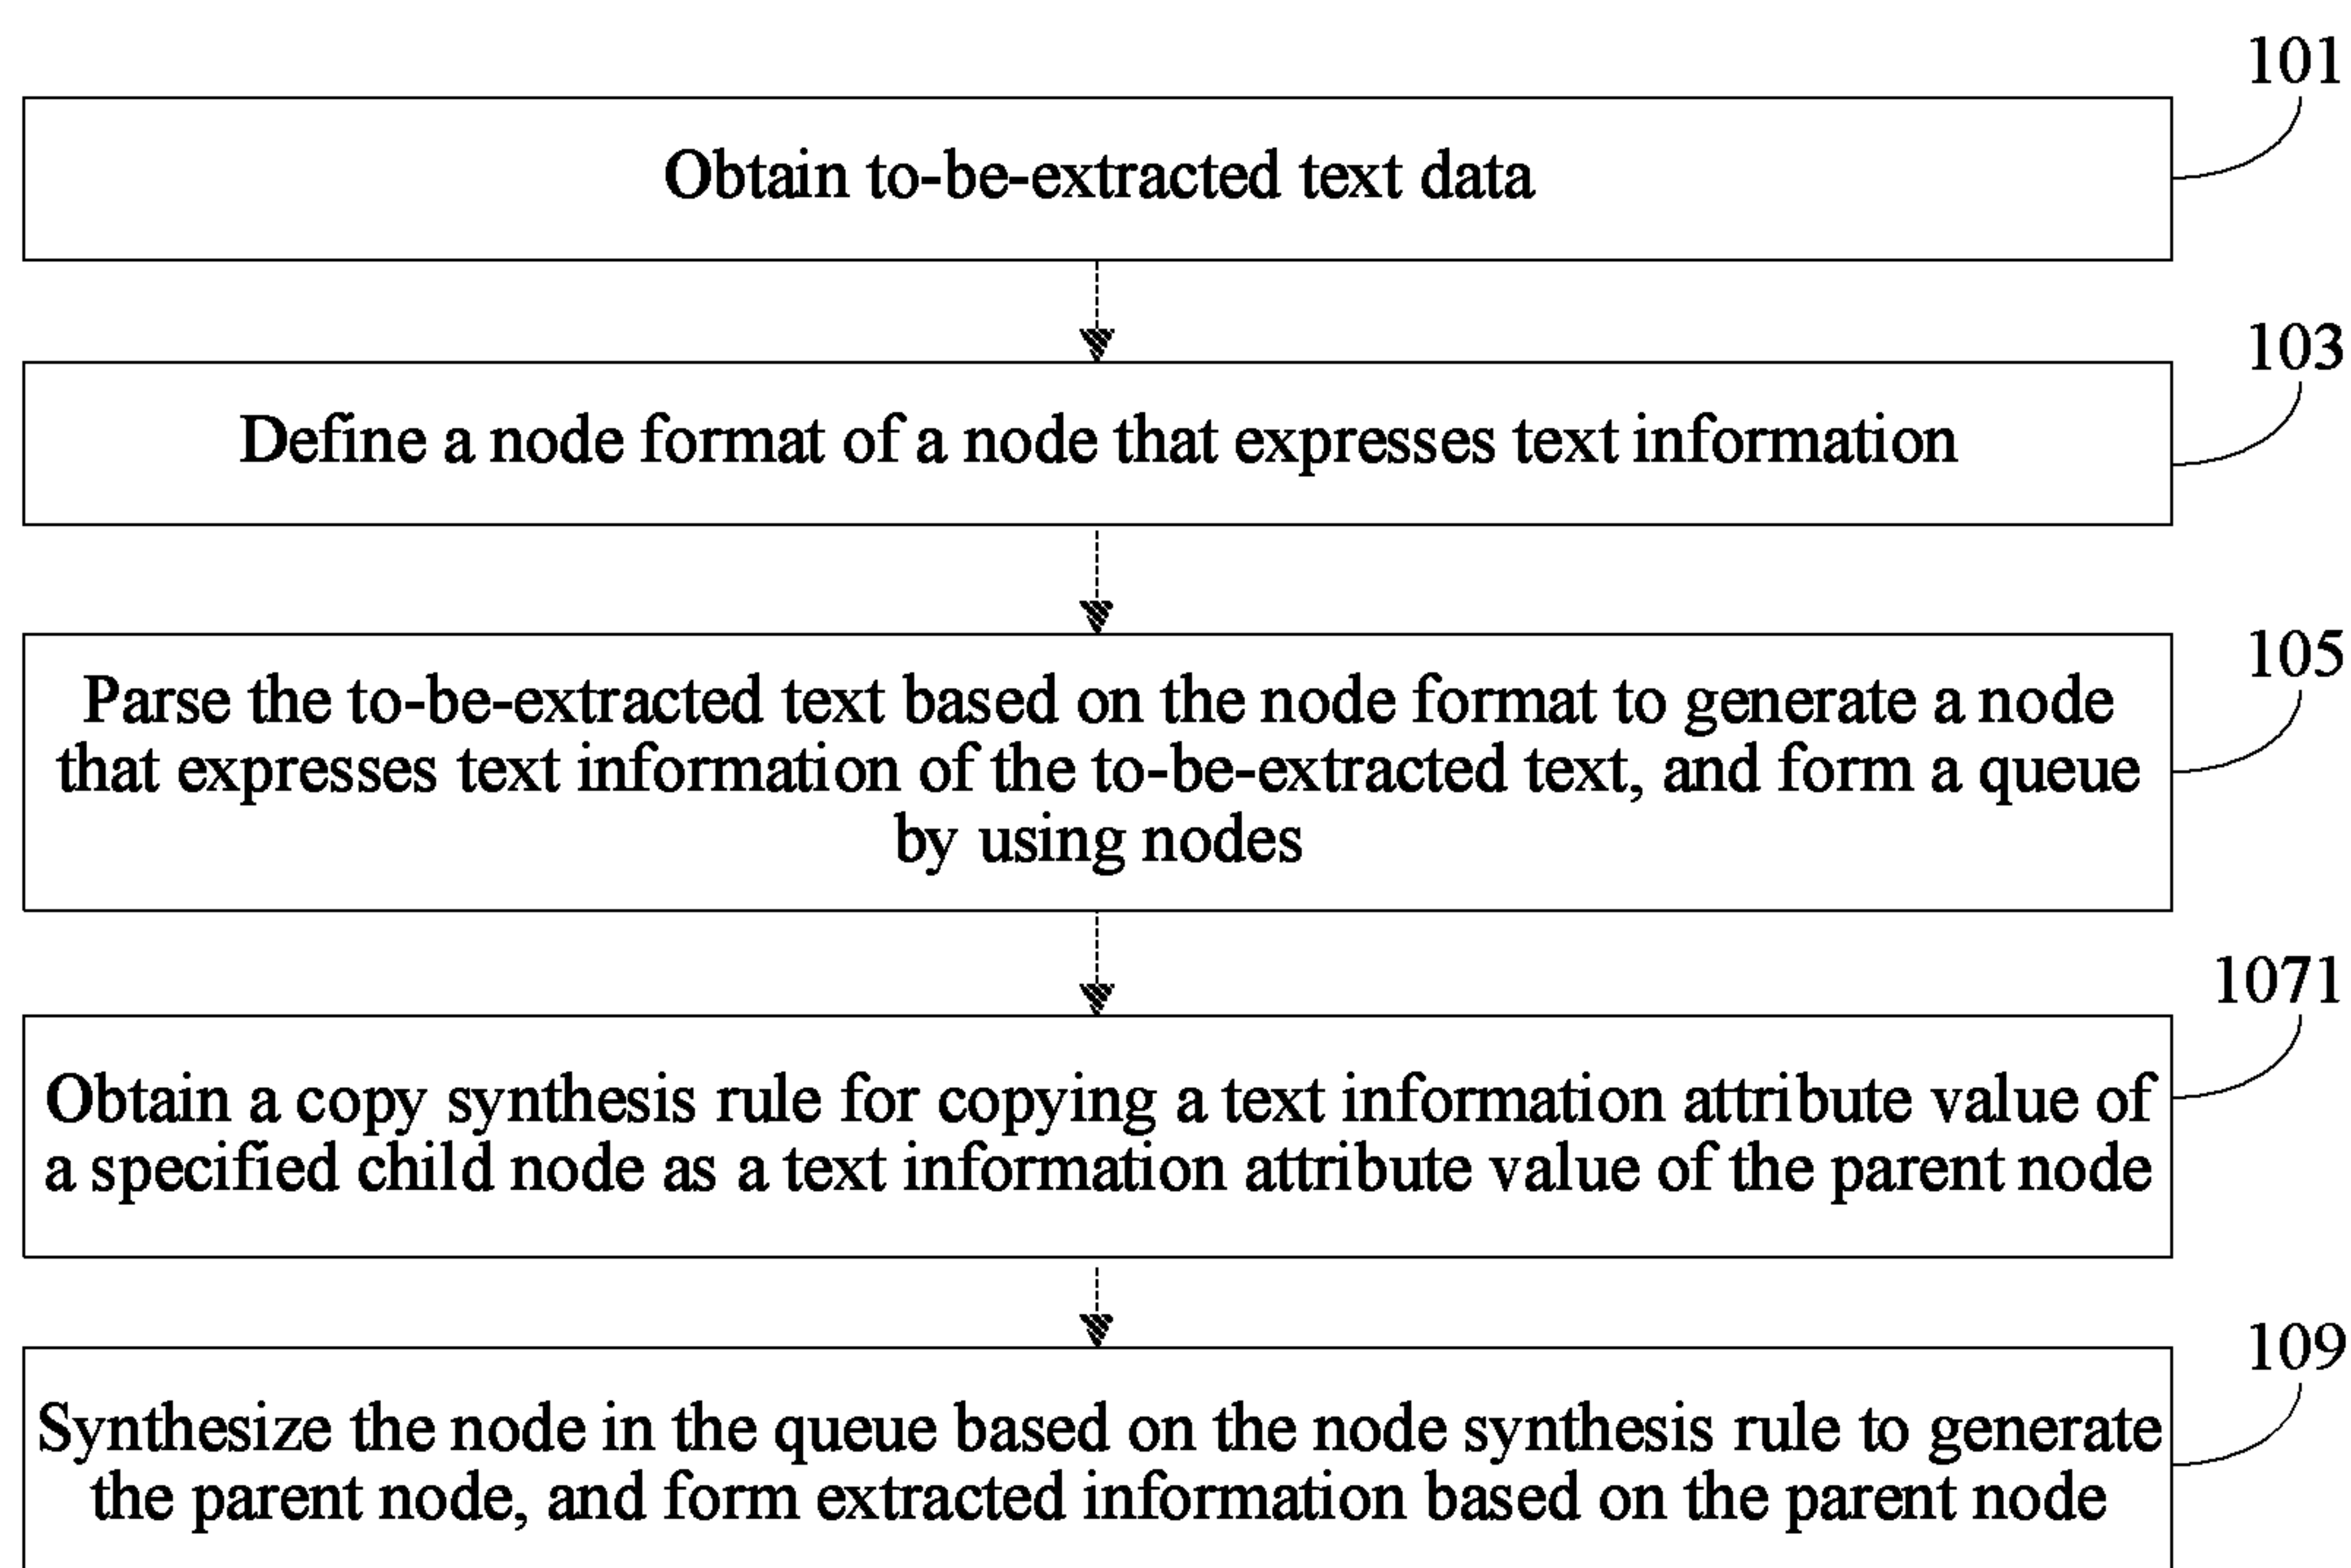 101
Obtain to-be-extracted text data
103
Define a node format of a node that expresses text information
105
Parse the to-be-extracted text based on the node format to generate a node
that expresses text information of the to-be-extracted text, and form a queue
by using nodes
1071
Obtain a copy synthesis rule for copying a text information attribute value of
a specified child node as a text information attribute value of the parent node
109
Synthesize the node in the queue based on the node synthesis rule to generate
the parent node, and form extracted information based on the parent node